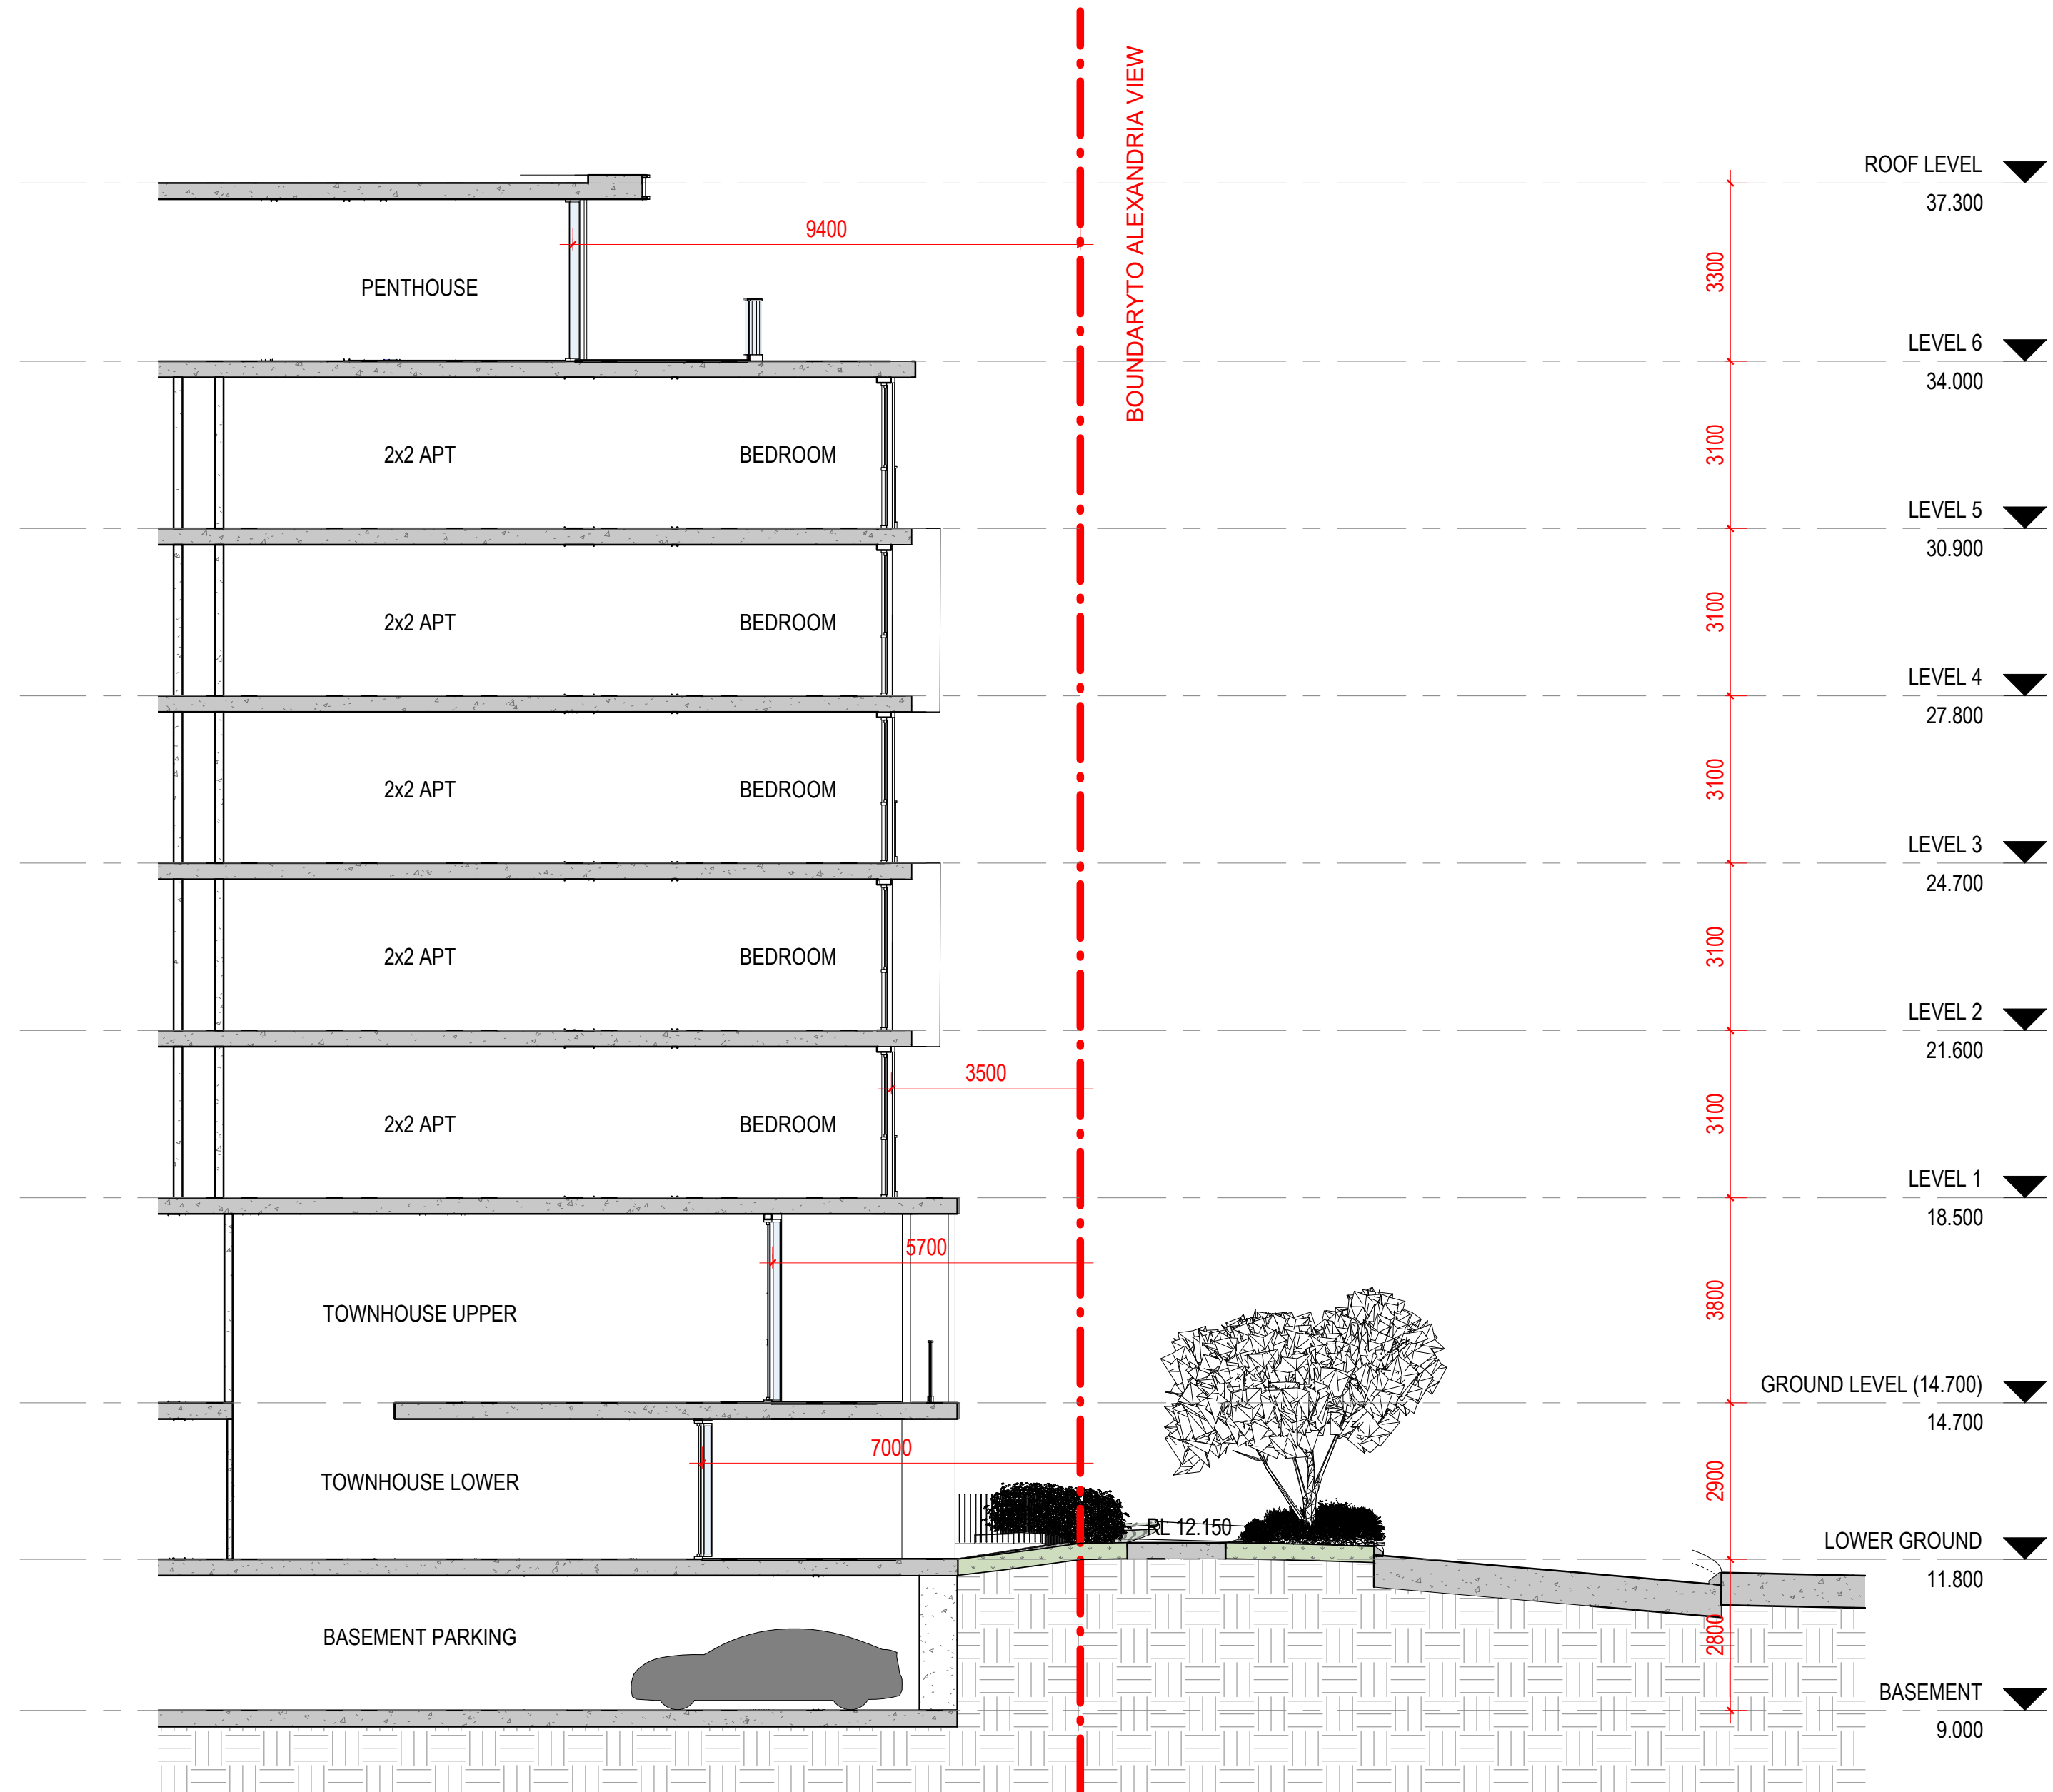 BOUNDARYTO ALEXANDRIA VIEW
ROOF LEVEL
37.300
9400
3300
PENTHOUSE
LEVEL 6
34.000
2x2 APT BEDROOM
3100
LEVEL 5
30.900
2x2 APT BEDROOM
3100
LEVEL 4
27.800
2x2 APT BEDROOM
3100
LEVEL 3
24.700
2x2 APT BEDROOM
3100
LEVEL 2
21.600
3500
2x2 APT BEDROOM
3100
LEVEL 1
18.500
5700
TOWNHOUSE UPPER
3800
GROUND LEVEL (14.700)
14.700
7000
TOWNHOUSE LOWER
2900
RL 12.150
LOWER GROUND
11.800
BASEMENT PARKING
2800
BASEMENT
9.000